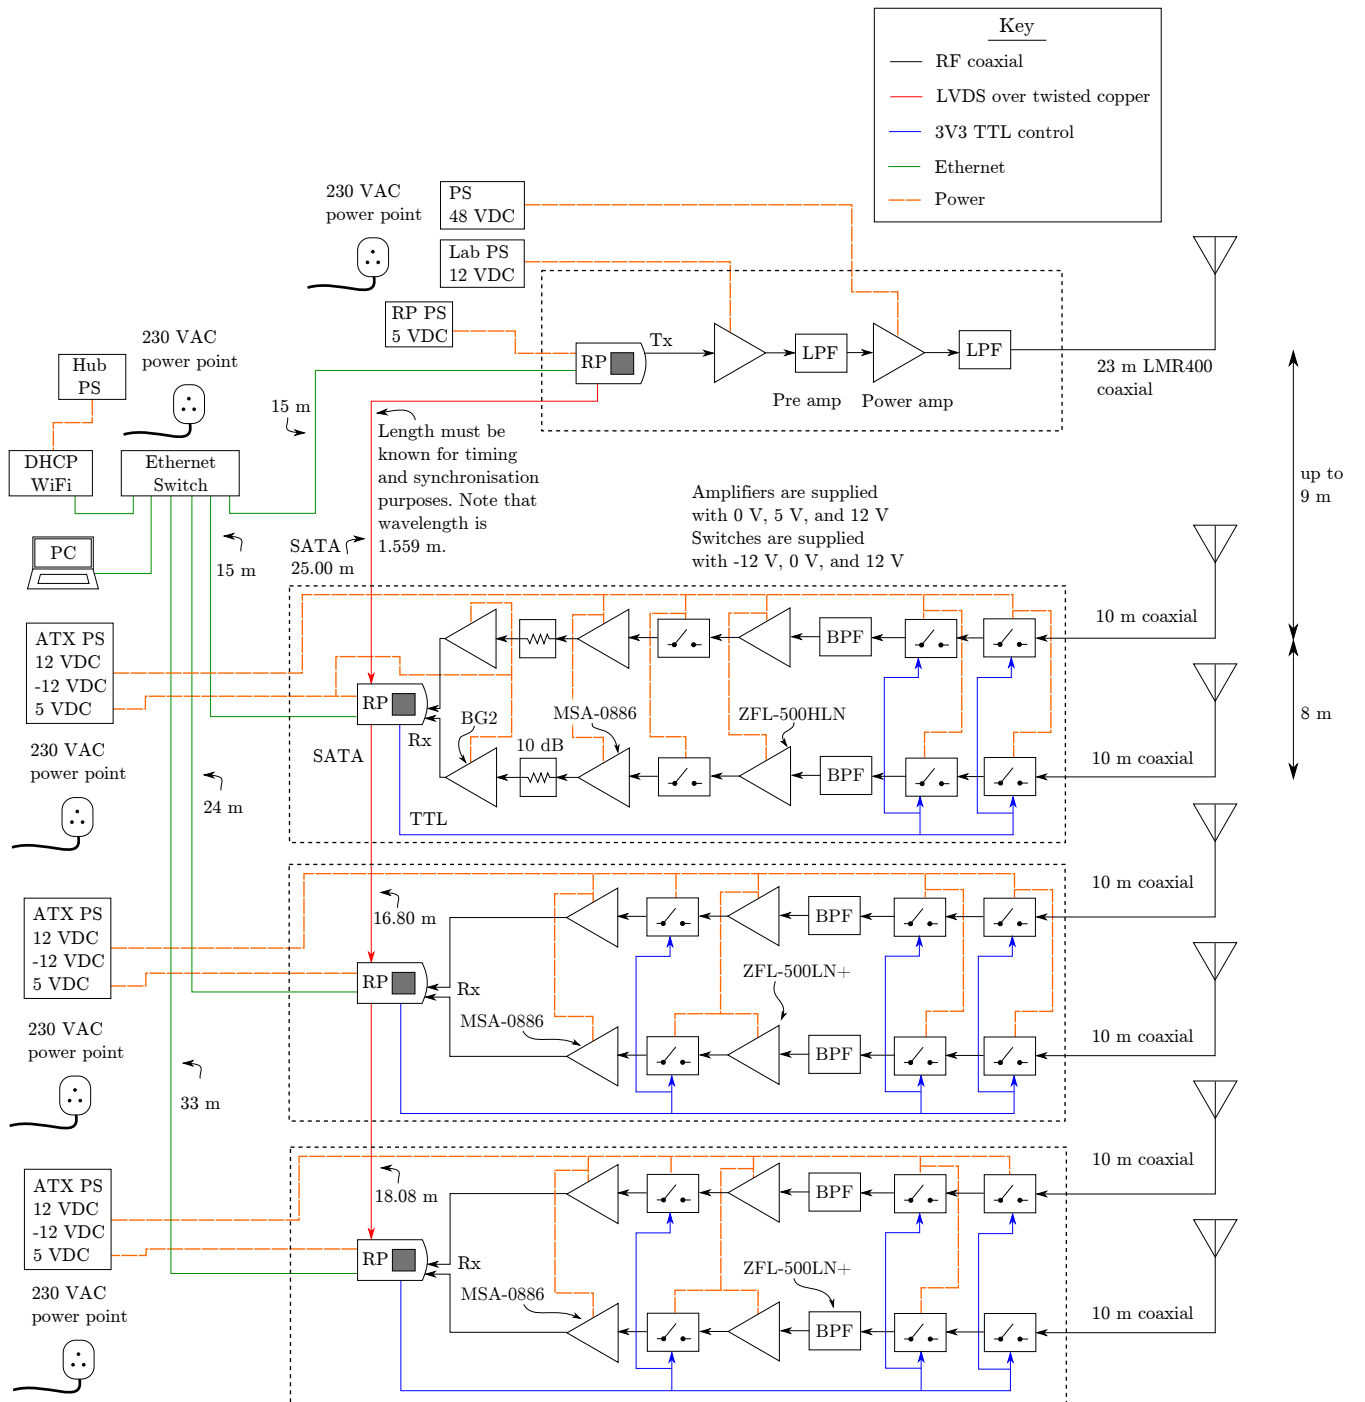 Key
RF coaxial
LVDS over twisted copper
3V3 TTL control
Ethernet
Power
230 VAC
power point
PS
48 VDC
Lab PS
12 VDC
RP PS
5 VDC
230 VAC
power point
Hub
PS
RP
Tx
LPF
LPF
Pre amp
Power amp
23 m LMR400
coaxial
15 m
Length must be
known for timing
and synchronisation
purposes. Note that
wavelength is
1.559 m.
DHCP
WiFi
Ethernet
Switch
up to
9 m
Amplifiers are supplied
with 0 V, 5 V, and 12 V
Switches are supplied
with -12 V, 0 V, and 12 V
PC
15 m
SATA
25.00 m
ATX PS
12 VDC
-12 VDC
5 VDC
BPF
10 m coaxial
RP
Rx
BG2
MSA-0886
ZFL-500HLN
8 m
230 VAC
power point
SATA
10 dB
BPF
10 m coaxial
24 m
TTL
ATX PS
12 VDC
-12 VDC
5 VDC
16.80 m
BPF
10 m coaxial
RP
Rx
ZFL-500LN+
MSA-0886
230 VAC
power point
BPF
10 m coaxial
33 m
ATX PS
12 VDC
-12 VDC
5 VDC
18.08 m
BPF
10 m coaxial
RP
Rx
ZFL-500LN+
MSA-0886
230 VAC
power point
BPF
10 m coaxial